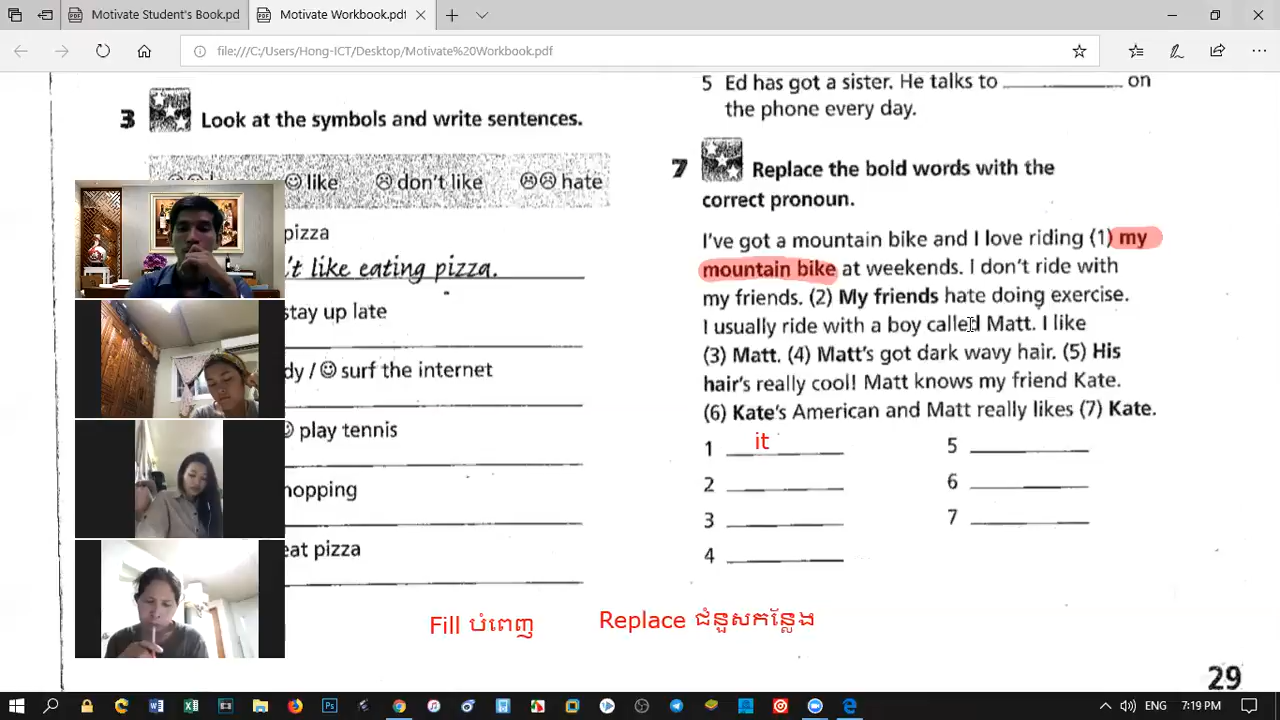 Motivate Student's Book.
Motivate Workbook.pdf
file:///C:/Users/Hong-ICT/Desktop/Motivate%20Workbook.pdf
3 Look at the symbols and write sentences.
like don't like hate
pizza
't like eating pizza.
stay up late
dy / surf the internet
play tennis
hopping
eat pizza
5 Ed has got a sister. He talks to ____ on
the phone every day.
7 Replace the bold words with the
correct pronoun.
I've got a mountain bike and I love riding (1) my
mountain bike at weekends. I don't ride with
my friends. (2) My friends hate doing exercise.
I usually ride with a boy called Matt. I like
(3) Matt. (4) Matt's got dark wavy hair. (5) His
hair's really cool! Matt knows my friend Kate.
(6) Kate's American and Matt really likes (7) Kate.
1 it 5
2 6
3 7
4
Fill បំពេញ Replace ជំនួសកន្លែង
29
ENG 7:19 PM